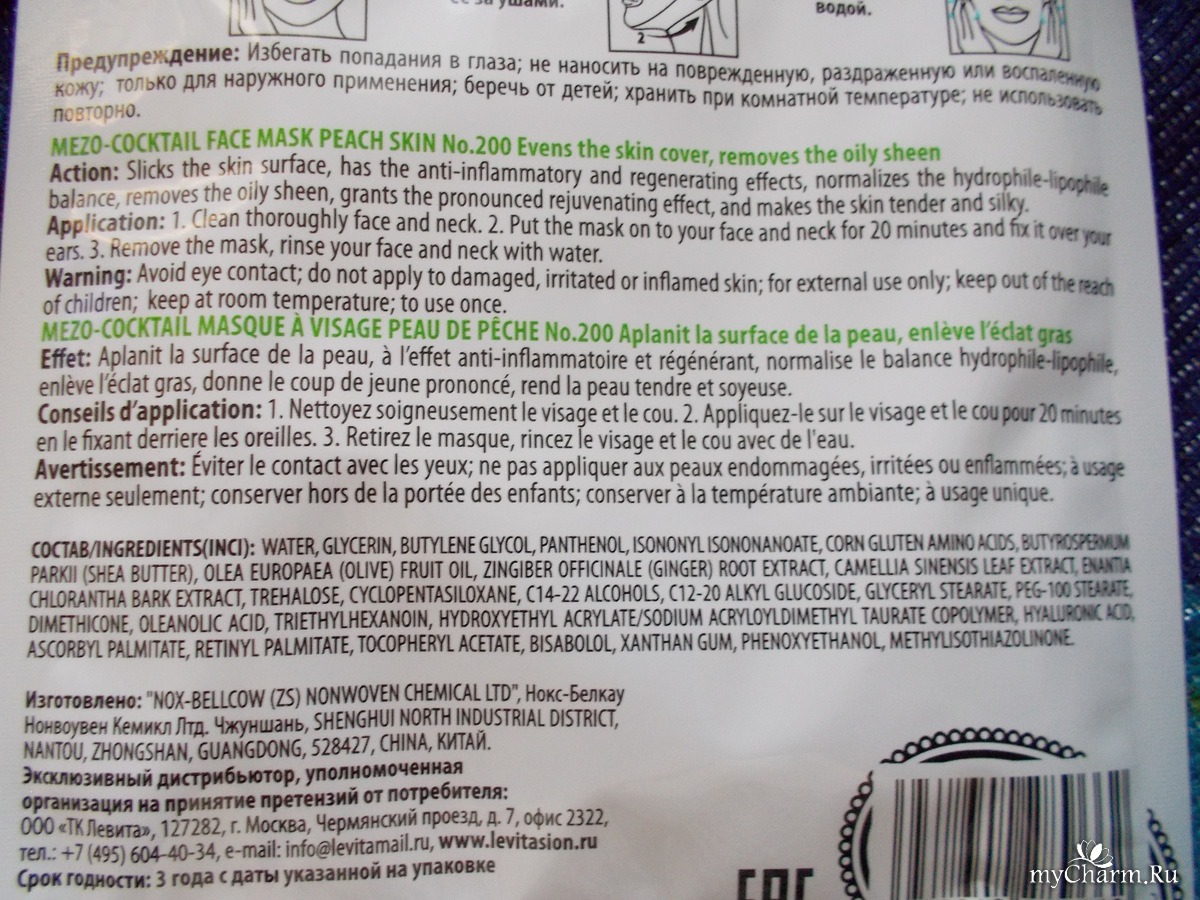 ее за ушами.
водой.
2
Предупреждение: Избегать попадания в глаза; не наносить на поврежденную, раздраженную или воспаленную
кожу; только для наружного применения; беречь от детей; хранить при комнатной температуре; не использовать
повторно.
MEZO-COCKTAIL FACE MASK PEACH SKIN No.200 Evens the skin cover, removes the oily sheen
Action: Slicks the skin surface, has the anti-inflammatory and regenerating effects, normalizes the hydrophile-lipophile
balance, removes the oily sheen, grants the pronounced rejuvenating effect, and makes the skin tender and silky.
Application: 1. Clean thoroughly face and neck. 2. Put the mask on to your face and neck for 20 minutes and fix it over your
ears. 3. Remove the mask, rinse your face and neck with water.
Warning: Avoid eye contact; do not apply to damaged, irritated or inflamed skin; for external use only; keep out of the reach
of children; keep at room temperature; to use once.
MEZO-COCKTAIL MASQUE À VISAGE PEAU DE PÊCHE No.200 Aplanit la surface de la peau, enlève l'éclat gras
Effet: Aplanit la surface de la peau, à l'effet anti-inflammatoire et régénérant, normalise le balance hydrophile-lipophile,
enlève l'éclat gras, donne le coup de jeune prononcé, rend la peau tendre et soyeuse.
Conseils d'application: 1. Nettoyez soigneusement le visage et le cou. 2. Appliquez-le sur le visage et le cou pour 20 minutes
en le fixant derriere les oreilles. 3. Retirez le masque, rincez le visage et le cou avec de l'eau.
Avertissement: Éviter le contact avec les yeux; ne pas appliquer aux peaux endommagées, irritées ou enflammées; à usage
externe seulement; conserver hors de la portée des enfants; conserver à la température ambiante; à usage unique.
СОСТАВ/INGREDIENTS(INCI): WATER, GLYCERIN, BUTYLENE GLYCOL, PANTHENOL, ISONONYL ISONONANOATE, CORN GLUTEN AMINO ACIDS, BUTYROSPERMUM
PARKII (SHEA BUTTER), OLEA EUROPAEA (OLIVE) FRUIT OIL, ZINGIBER OFFICINALE (GINGER) ROOT EXTRACT, CAMELLIA SINENSIS LEAF EXTRACT, ENANTIA
CHLORANTHA BARK EXTRACT, TREHALOSE, CYCLOPENTASILOXANE, C14-22 ALCOHOLS, C12-20 ALKYL GLUCOSIDE, GLYCERYL STEARATE, PEG-100 STEARATE,
DIMETHICONE, OLEANOLIC ACID, TRIETHYLHEXANOIN, HYDROXYETHYL ACRYLATE/SODIUM ACRYLOYLDIMETHYL TAURATE COPOLYMER, HYALURONIC ACID,
ASCORBYL PALMITATE, RETINYL PALMITATE, TOCOPHERYL ACETATE, BISABOLOL, XANTHAN GUM, PHENOXYETHANOL, METHYLISOTHIAZOLINONE.
Изготовлено: "NOX-BELLCOW (ZS) NONWOVEN CHEMICAL LTD", Нокс-Белкау
Нонвоувен Кемикл Лтд. Чжуншань, SHENGHUI NORTH INDUSTRIAL DISTRICT,
NANTOU, ZHONGSHAN, GUANGDONG, 528427, CHINA, КИТАЙ.
Эксклюзивный дистрибьютор, уполномоченная
организация на принятие претензий от потребителя:
ООО «ТК Левита», 127282, г. Москва, Чермянский проезд, д. 7, офис 2322,
тел.: +7 (495) 604-40-34, e-mail: info@levitamail.ru, www.levitasion.ru
Срок годности: 3 года с даты указанной на упаковке
EAC
myCharm.Ru